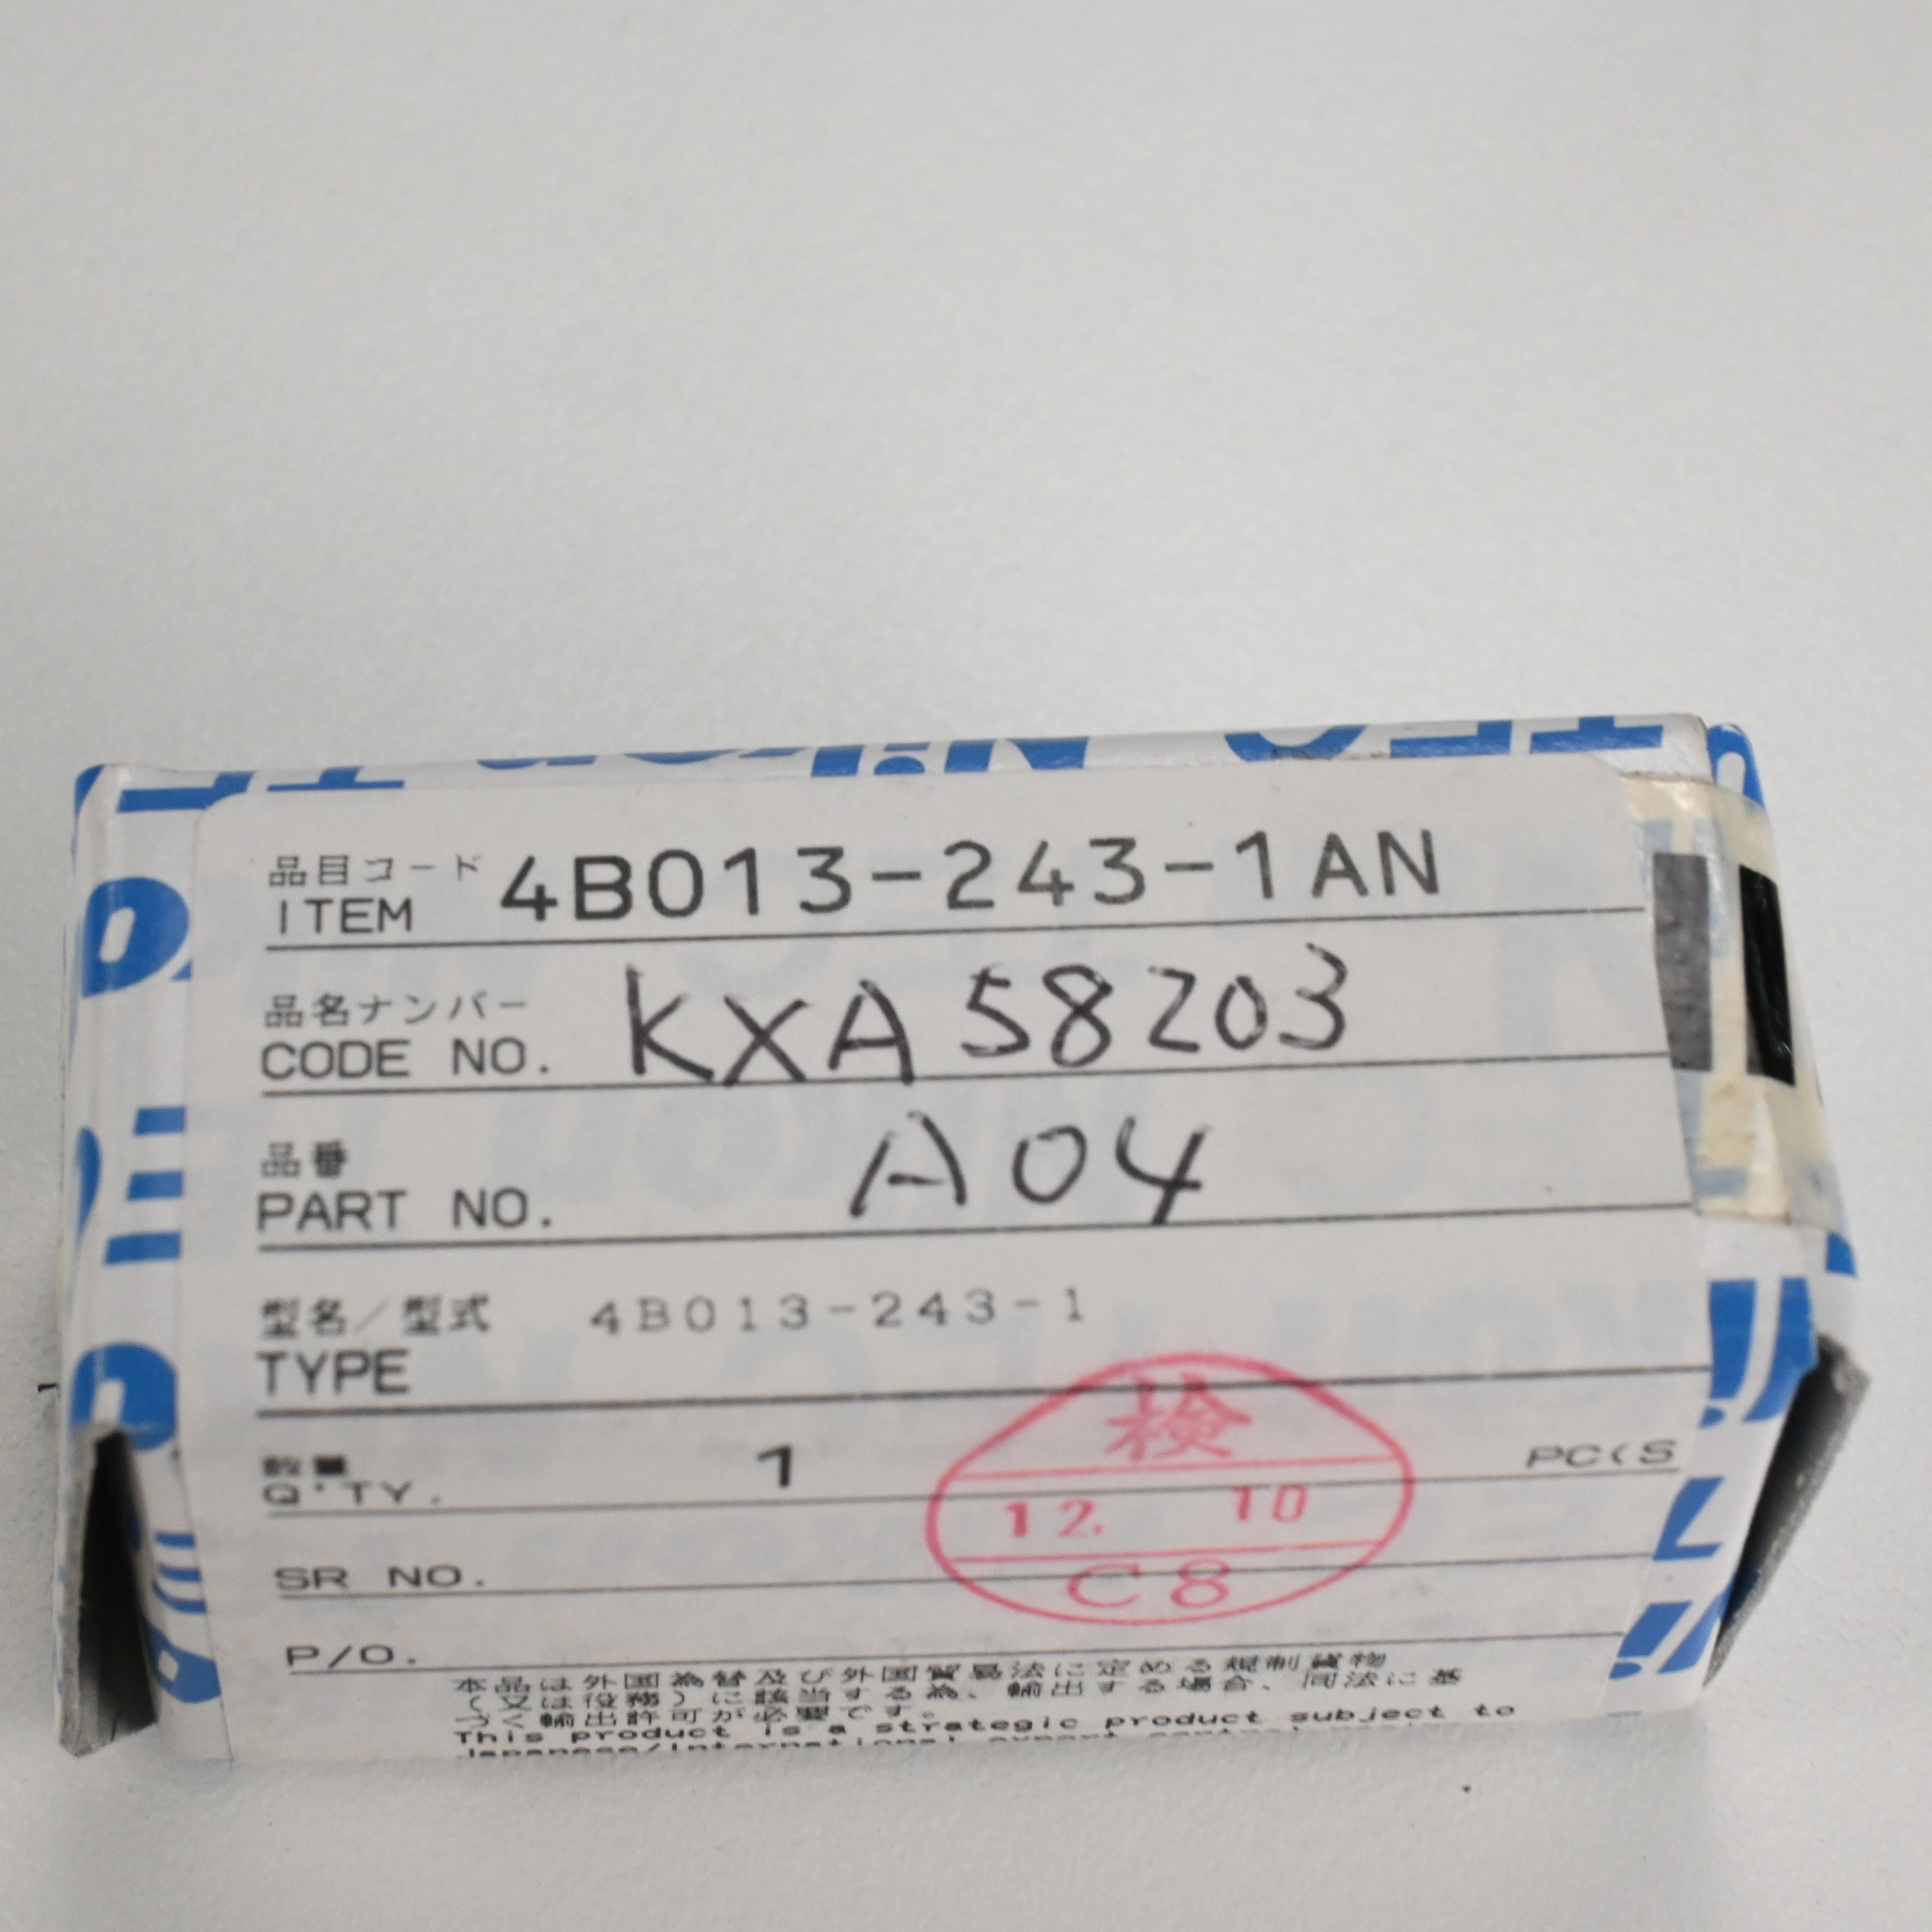 品目コード
ITEM 4B013-243-1AN
品名ナンバー
CODE NO. KXA58203
品番
PART NO. A04
型名/型式 4B013-243-1
TYPE
数量
Q'TY. 1 PC(S
検
12. 10
C8
SR NO.
P/O.
本品は外国為替及び外国貿易法に定める規制貨物
(又は役務)に該当する為、輸出する場合、同法に基
づく輸出許可が必要です。
This product is a strategic product subject to
Japanese/International export control